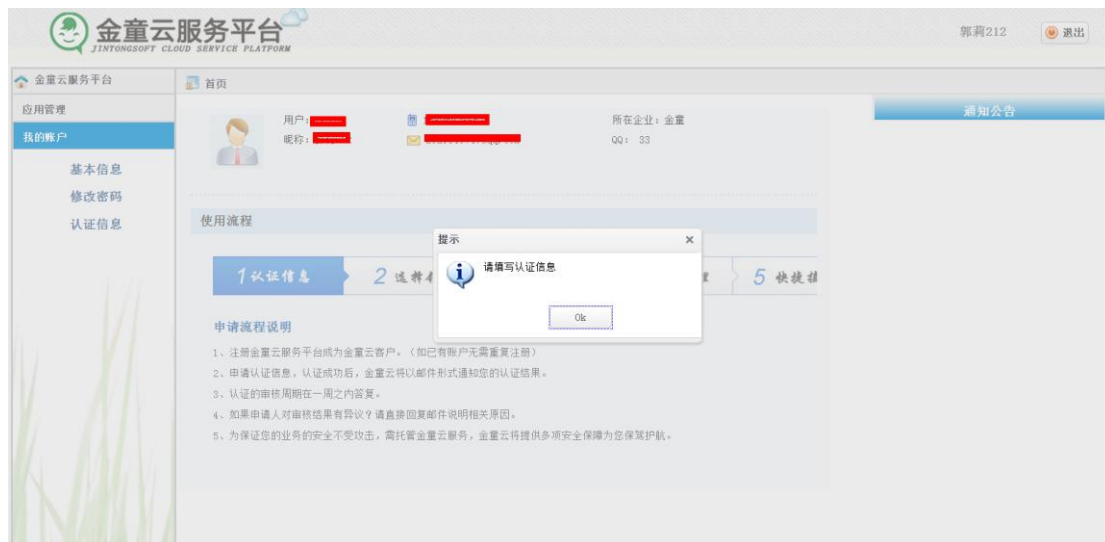 金童云服务平台
JINTONGSOFT CLOUD SERVICE PLATFORM
郭莉212
退出
金童云服务平台
首页
应用管理
我的账户
基本信息
修改密码
认证信息
用户：
所在企业：金童
昵称：
QQ： 33
通知公告
使用流程
1 认证信息
2 选择
5 快捷
提示
请填写认证信息
Ok
申请流程说明
1、注册金童云服务平台成为金童云客户。（如已有账户无需重复注册）
2、申请认证信息，认证成功后，金童云将以邮件形式通知您的认证结果。
3、认证的审核周期在一周之内答复。
4、如果申请人对审核结果有异议？请直接回复邮件说明相关原因。
5、为保证您的业务的安全不受攻击，需托管金童云服务，金童云将提供多项安全保障为您保驾护航。